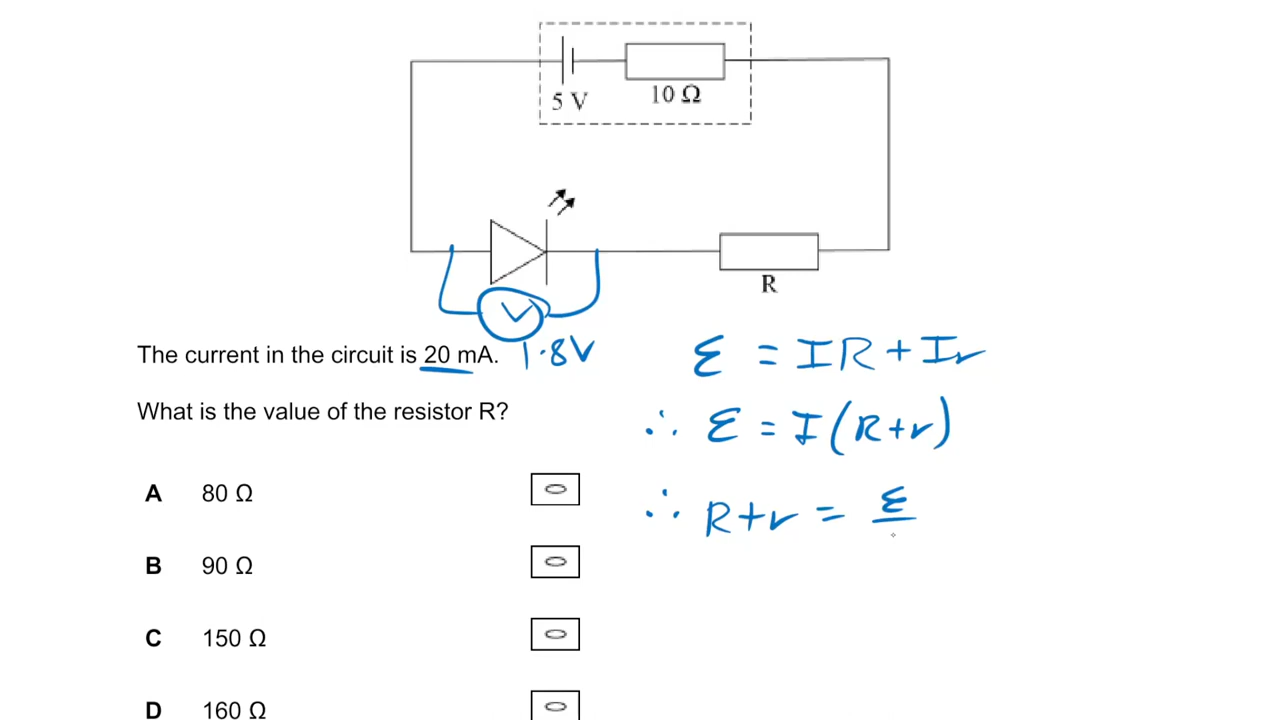 5 V
10 Ω
V
R
The current in the circuit is 20 mA.
1.8V
What is the value of the resistor R?
A 80 Ω
B 90 Ω
C 150 Ω
D 160 Ω
ε = IR + Ir
∴ ε = I(R+r)
∴ R+r = ε